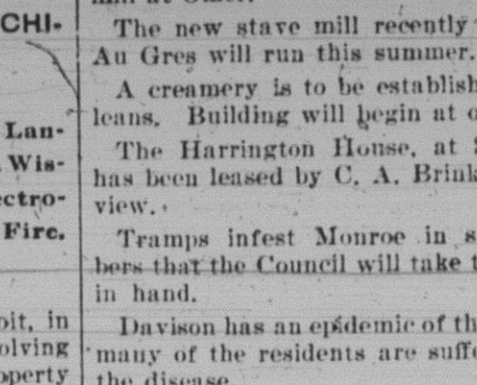 CHI-
Lan-
Wis-
ectro-
Fire.
oit, in
olving
operty
The new stave mill recently
Au Gres will run this summer.
A creamery is to be establish
leans. Building will begin at o
The Harrington House, at S
has been leased by C. A. Brink
view.
Tramps infest Monroe in s
bers that the Council will take t
in hand.
Davison has an epidemic of th
many of the residents are suffe
the disease.